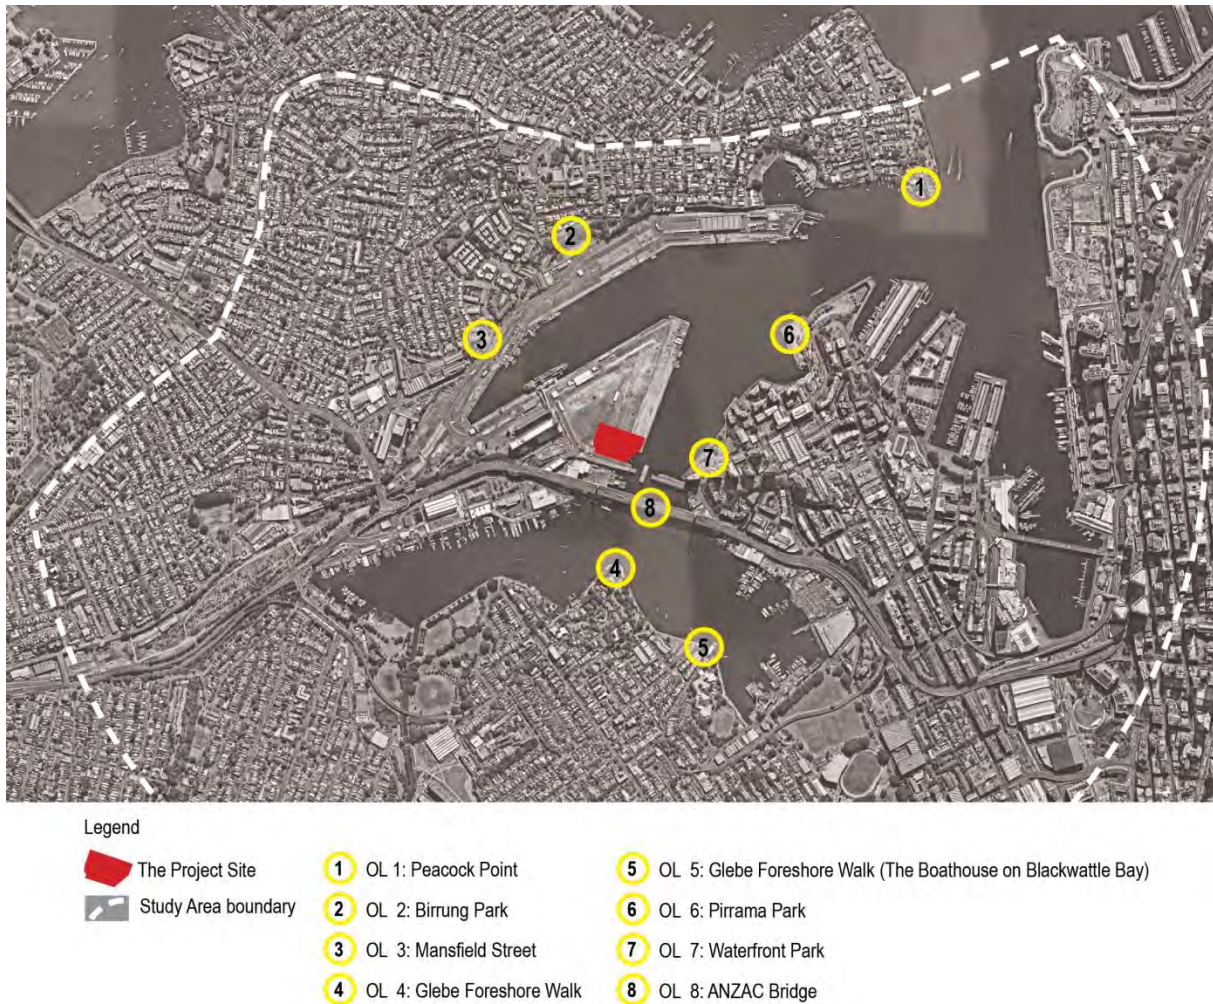 1
2
3
6
7
8
4
5
Legend
The Project Site
Study Area boundary
1 OL 1: Peacock Point
2 OL 2: Birrung Park
3 OL 3: Mansfield Street
4 OL 4: Glebe Foreshore Walk
5 OL 5: Glebe Foreshore Walk (The Boathouse on Blackwattle Bay)
6 OL 6: Pirrama Park
7 OL 7: Waterfront Park
8 OL 8: ANZAC Bridge